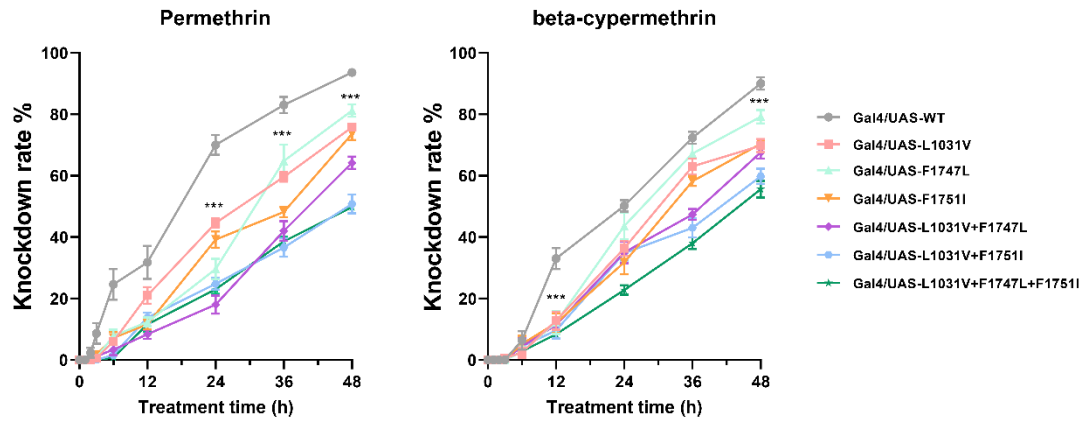 Permethrin
Knockdown rate %
100
80
60
40
20
0
***
***
***
0 12 24 36 48
Treatment time (h)
beta-cypermethrin
Knockdown rate %
100
80
60
40
20
0
***
***
0 12 24 36 48
Treatment time (h)
Gal4/UAS-WT
Gal4/UAS-L1031V
Gal4/UAS-F1747L
Gal4/UAS-F1751I
Gal4/UAS-L1031V+F1747L
Gal4/UAS-L1031V+F1751I
Gal4/UAS-L1031V+F1747L+F1751I